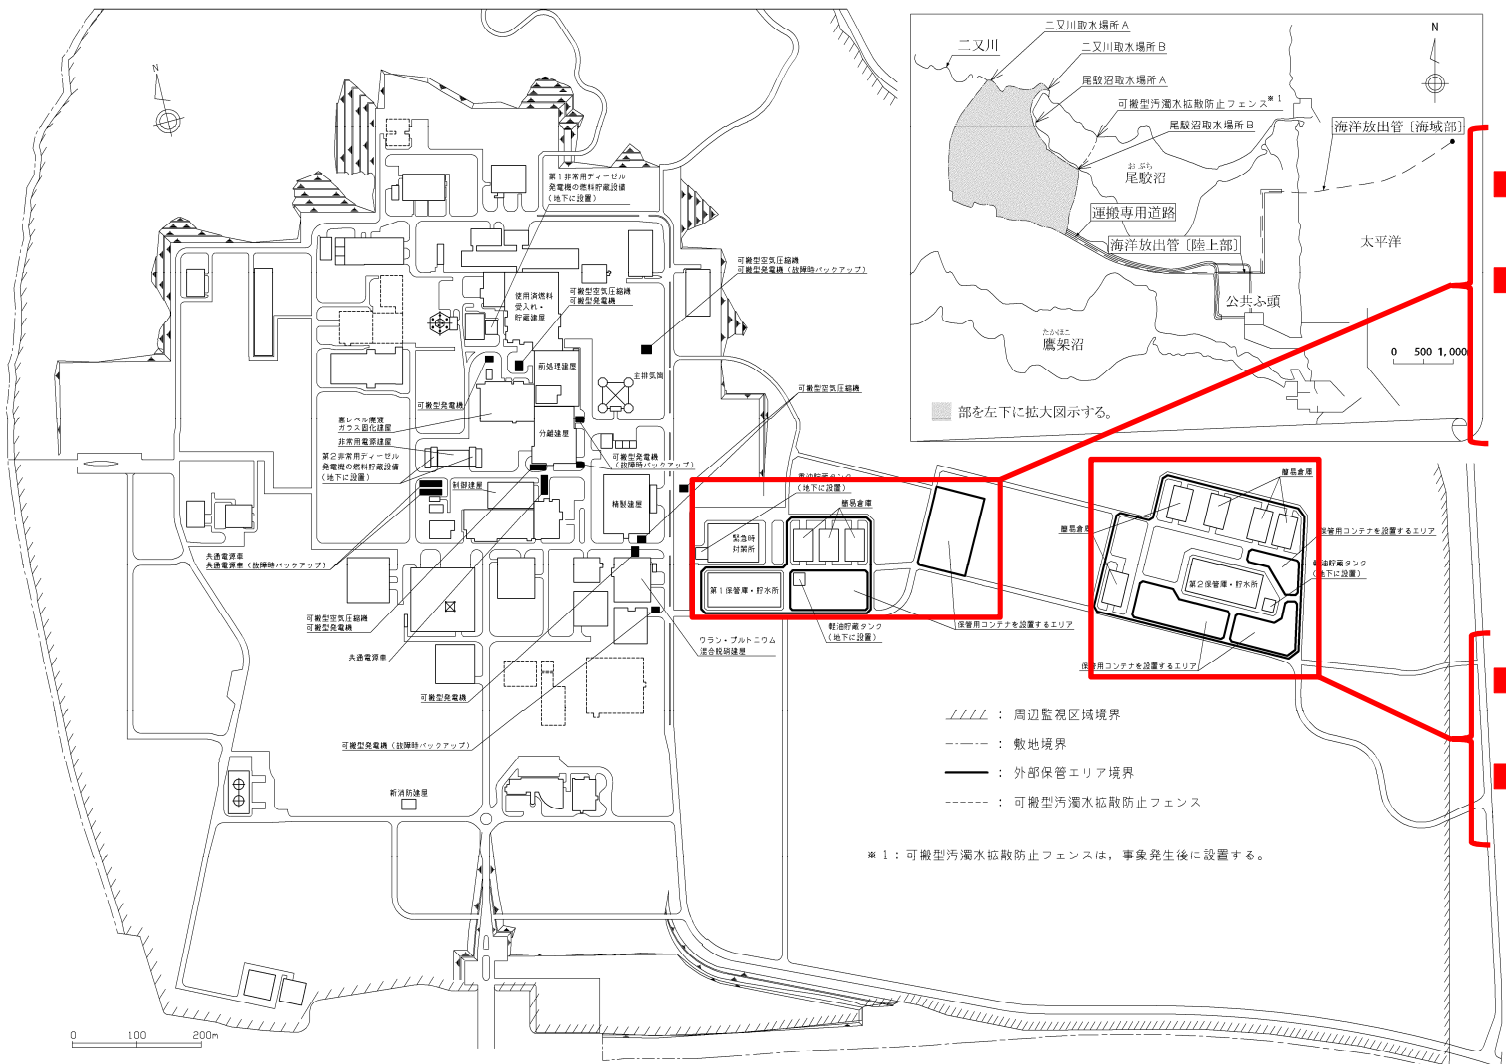 N
第1非常用ディーゼル
発電機の燃料貯蔵設備
(地下に設置)
可搬型空気圧縮機
可搬型発電機(故障時バックアップ)
可搬型空気圧縮機
可搬型発電機
使用済燃料
受入れ・
貯蔵建屋
前処理建屋
主排気筒
可搬型空気圧縮機
可搬型発電機
高レベル廃液
ガラス固化建屋
非常用電源建屋
第2非常用ディーゼル
発電機の燃料貯蔵設備
(地下に設置)
分離建屋
可搬型発電機
(故障時バックアップ)
制御建屋
精製建屋
重油貯蔵タンク
(地下に設置)
簡易倉庫
緊急時
対策所
第1保管庫・貯水所
軽油貯蔵タンク
(地下に設置)
保管用コンテナを設置するエリア
共通電源車
共通電源車(故障時バックアップ)
可搬型空気圧縮機
可搬型発電機
共通電源車
ウラン・プルトニウム
混合脱硝建屋
可搬型発電機
可搬型発電機(故障時バックアップ)
新消防建屋
0 100 200m
二又川
二又川取水場所A
二又川取水場所B
尾駮沼取水場所A
可搬型汚濁水拡散防止フェンス※1
尾駮沼取水場所B
N
海洋放出管〔海域部〕
おぶち
尾駮沼
運搬専用道路
海洋放出管〔陸上部〕
太平洋
公共ふ頭
たかほこ
鷹架沼
0 500 1,000
部を左下に拡大図示する。
簡易倉庫
簡易倉庫
保管用コンテナを設置するエリア
軽油貯蔵タンク
(地下に設置)
第2保管庫・貯水所
保管用コンテナを設置するエリア
: 周辺監視区域境界
: 敷地境界
: 外部保管エリア境界
: 可搬型汚濁水拡散防止フェンス
※1:可搬型汚濁水拡散防止フェンスは,事象発生後に設置する。